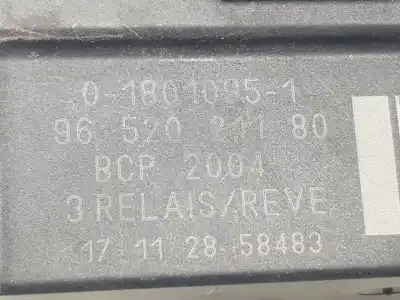 0-1801095-1
96 520 211 80
BCP 2004
3 RELAIS/REVE
17 11 28-58483